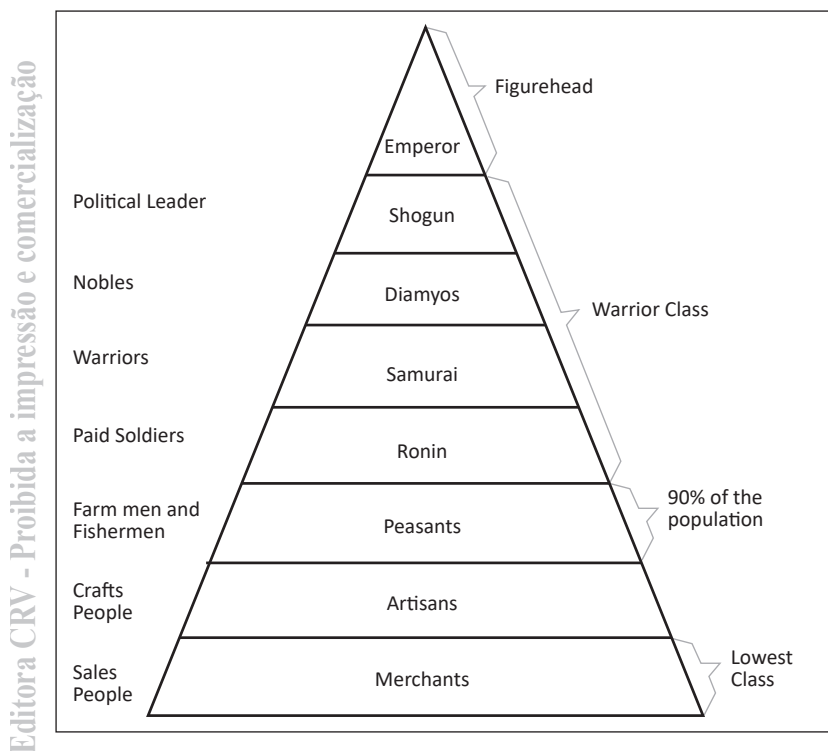 Editora CRV - Proibida a impressão e comercialização
Figurehead
Emperor
Political Leader
Shogun
Nobles
Diamyos
Warrior Class
Warriors
Samurai
Paid Soldiers
Ronin
Farm men and
Fishermen
Peasants
90% of the
population
Crafts
People
Artisans
Sales
People
Merchants
Lowest
Class